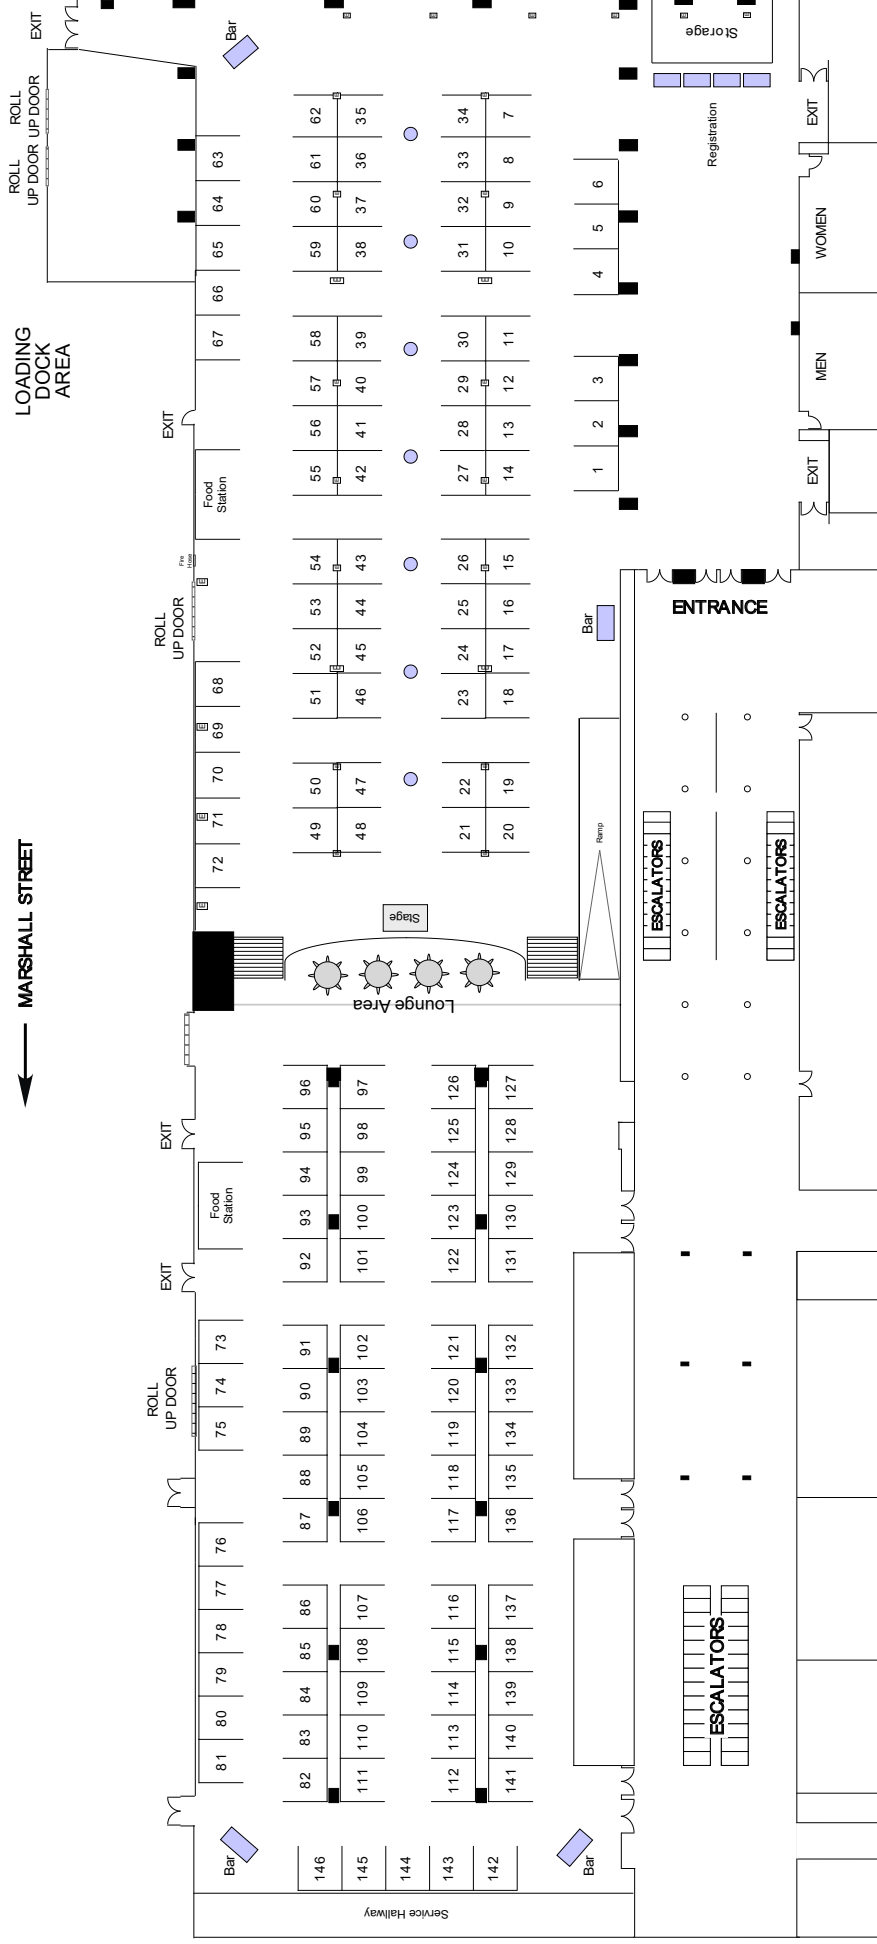 EXIT
Bar
Storage
ROLL
UP DOOR
ROLL
UP DOOR
Registration
EXIT
62 35 34 7
63 61 36 33 8
64 60 37 32 9 6
65 59 38 31 10 5
66 4
WOMEN
LOADING
DOCK
AREA
67 58 39 30 11
57 40 29 12 3
MEN
EXIT
56 41 28 13 2
55 42 27 14 1
EXIT
Food
Station
Fire
Hose
54 43 26 15
ROLL
UP DOOR
53 44 25 16
Bar
ENTRANCE
52 45 24 17
68 51 46 23 18
69
70 50 47 22 19
71 49 48 21 20
72
Ramp
ESCALATORS
ESCALATORS
MARSHALL STREET
Stage
Lounge Area
96 97 126 127
EXIT
95 98 125 128
94 99 124 129
Food
Station
93 100 123 130
92 101 122 131
EXIT
73 91 102 121 132
ROLL
UP DOOR
74 90 103 120 133
75 89 104 119 134
88 105 118 135
87 106 117 136
76
77 86 107 116 137
78 85 108 115 138
79 84 109 114 139
80 83 110 113 140
81 82 111 112 141
ESCALATORS
Bar
Bar
146 145 144 143 142
Service Hallway